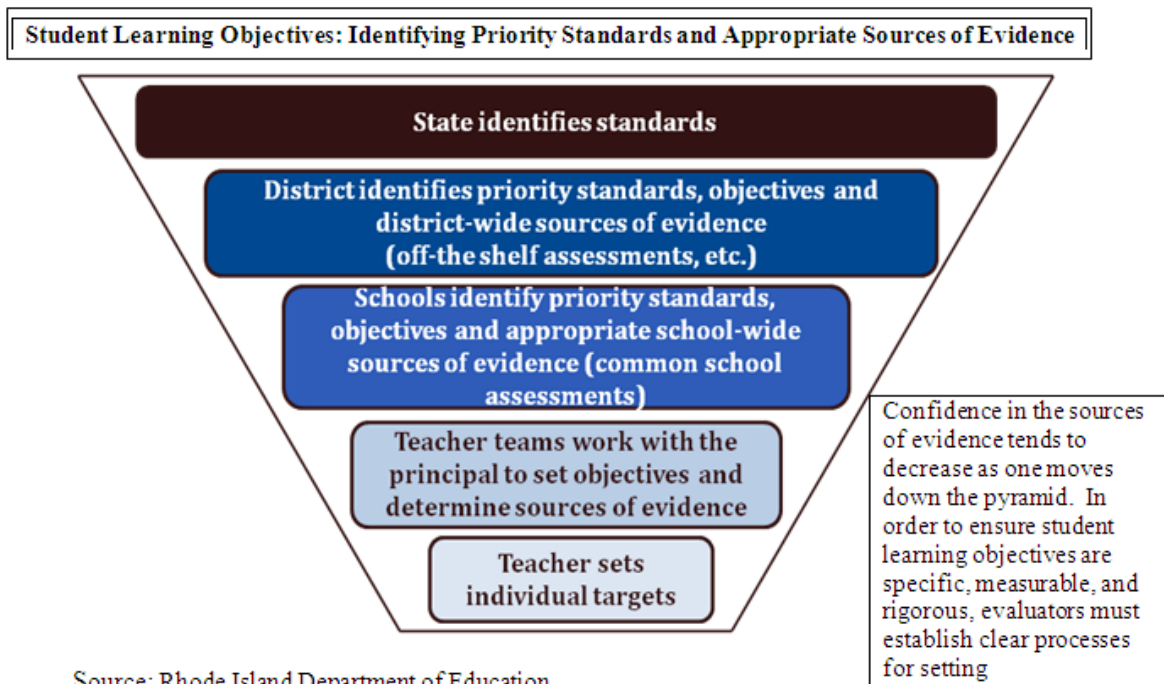 Student Learning Objectives: Identifying Priority Standards and Appropriate Sources of Evidence
State identifies standards
District identifies priority standards, objectives and
district-wide sources of evidence
(off-the shelf assessments, etc.)
Schools identify priority standards,
objectives and appropriate school-wide
sources of evidence (common school
assessments)
Teacher teams work with the
principal to set objectives and
determine sources of evidence
Teacher sets
individual targets
Confidence in the sources
of evidence tends to
decrease as one moves
down the pyramid. In
order to ensure student
learning objectives are
specific, measurable, and
rigorous, evaluators must
establish clear processes
for setting
Source: Rhode Island Department of Education